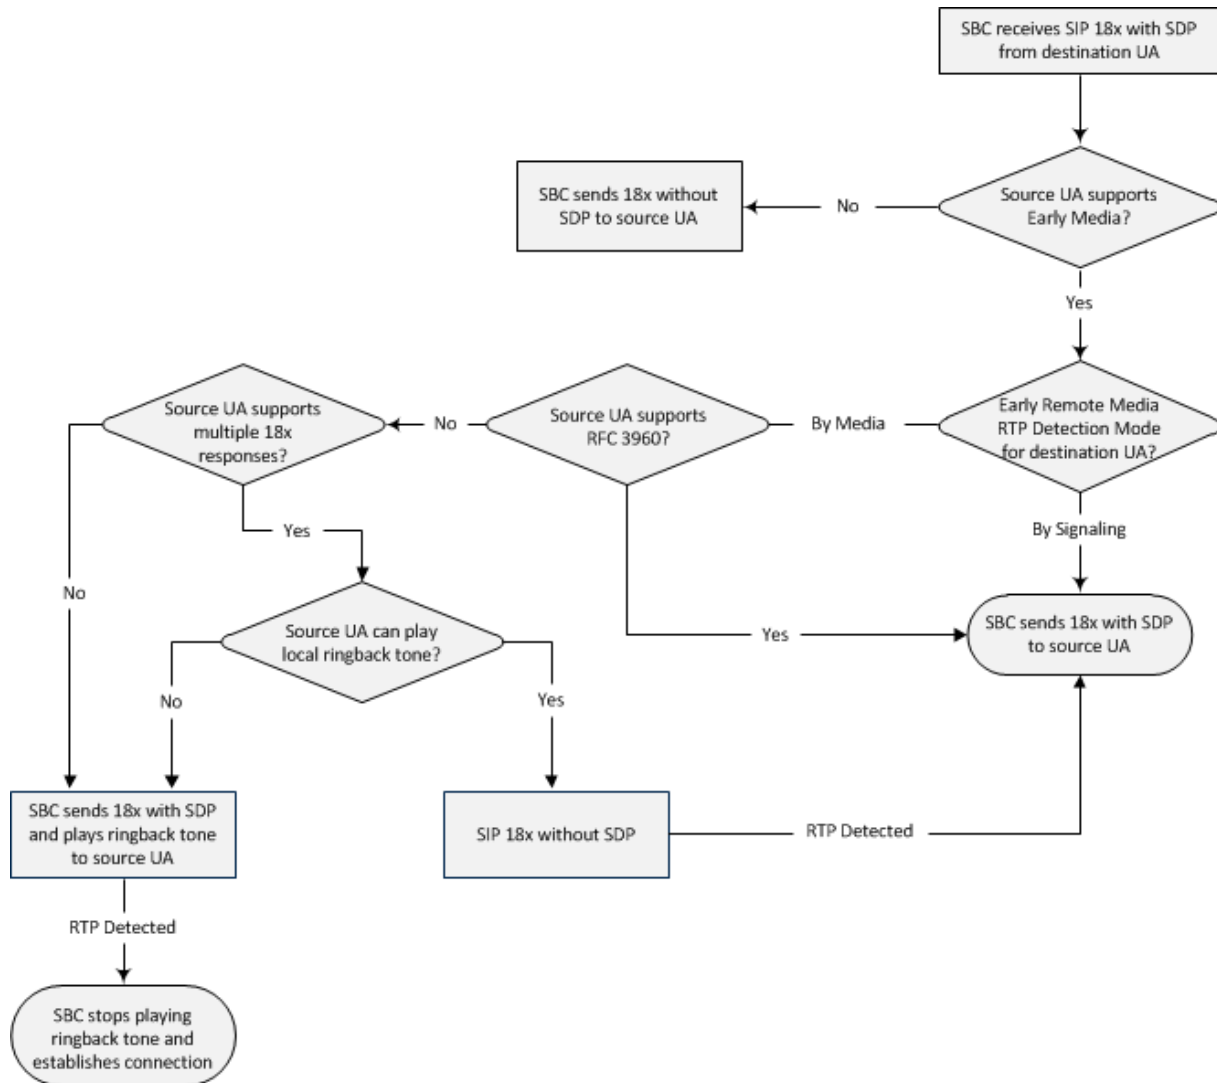 SBC receives SIP 18x with SDP
from destination UA
SBC sends 18x without
SDP to source UA
No
Source UA supports
Early Media?
Yes
Source UA supports
multiple 18x
responses?
No
Source UA supports
RFC 3960?
By Media
Early Remote Media
RTP Detection Mode
for destination UA?
Yes
By Signaling
No
Source UA can play
local ringback tone?
Yes
SBC sends 18x with SDP
to source UA
No
Yes
SBC sends 18x with SDP
and plays ringback tone
to source UA
SIP 18x without SDP
RTP Detected
RTP Detected
SBC stops playing
ringback tone and
establishes connection